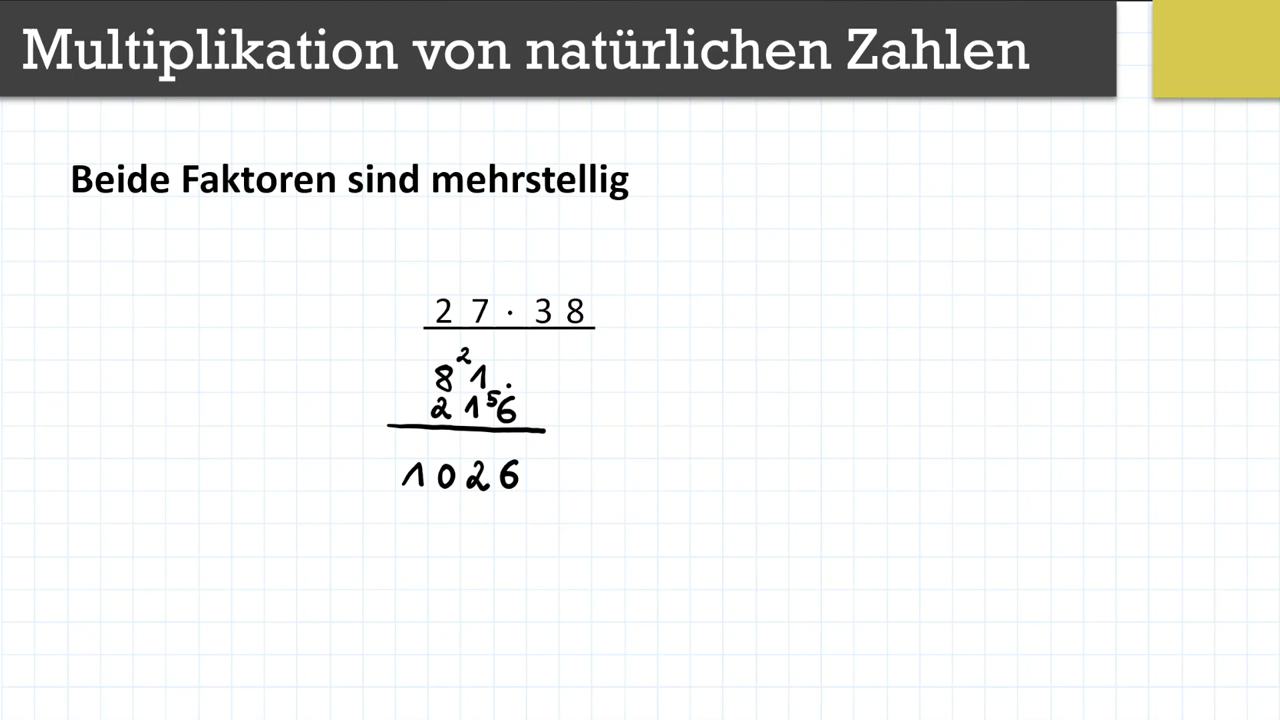 Multiplikation von natürlichen Zahlen
Beide Faktoren sind mehrstellig
2 7 · 3 8
2
8 1 .
2 1 5 6
1 0 2 6